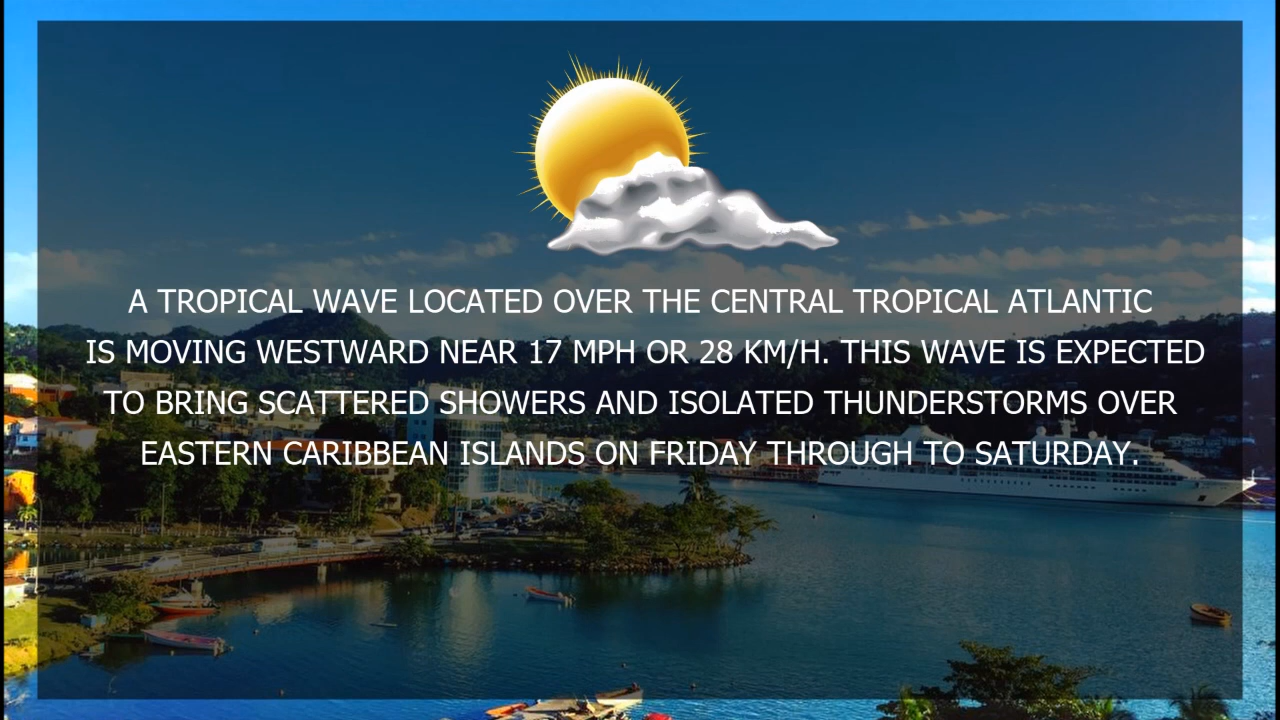 A TROPICAL WAVE LOCATED OVER THE CENTRAL TROPICAL ATLANTIC
IS MOVING WESTWARD NEAR 17 MPH OR 28 KM/H. THIS WAVE IS EXPECTED
TO BRING SCATTERED SHOWERS AND ISOLATED THUNDERSTORMS OVER
EASTERN CARIBBEAN ISLANDS ON FRIDAY THROUGH TO SATURDAY.